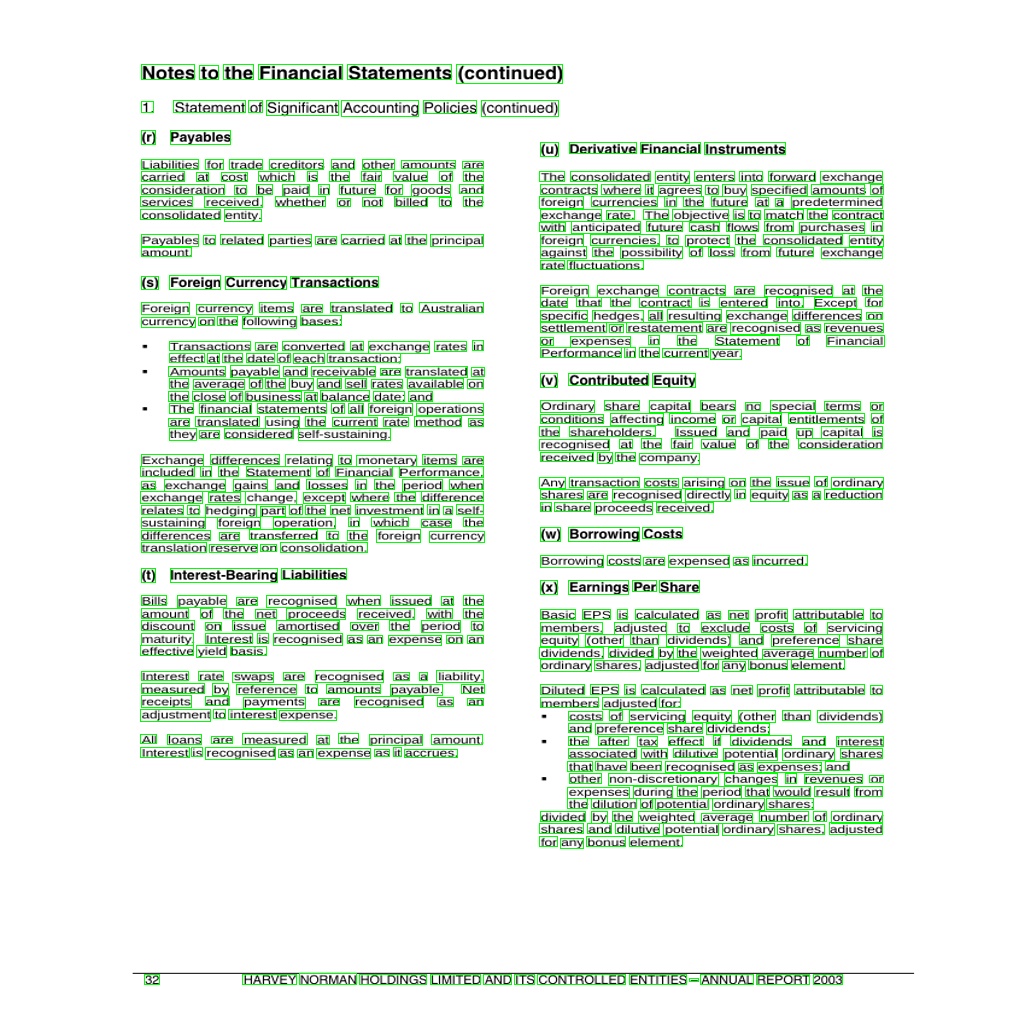 Notes to the Financial Statements (continued)
1. Statement of Significant Accounting Policies (continued)
(r) Payables
Liabilities for trade creditors and other amounts are
carried at cost which is the fair value of the
consideration to be paid in future for goods and
services received, whether or not billed to the
consolidated entity.
Payables to related parties are carried at the principal
amount.
(s) Foreign Currency Transactions
Foreign currency items are translated to Australian
currency on the following bases:
▪ Transactions are converted at exchange rates in
effect at the date of each transaction;
▪ Amounts payable and receivable are translated at
the average of the buy and sell rates available on
the close of business at balance date; and
▪ The financial statements of all foreign operations
are translated using the current rate method as
they are considered self-sustaining.
Exchange differences relating to monetary items are
included in the Statement of Financial Performance,
as exchange gains and losses in the period when
exchange rates change, except where the difference
relates to hedging part of the net investment in a self-
sustaining foreign operation, in which case the
differences are transferred to the foreign currency
translation reserve on consolidation.
(t) Interest-Bearing Liabilities
Bills payable are recognised when issued at the
amount of the net proceeds received, with the
discount on issue amortised over the period to
maturity. Interest is recognised as an expense on an
effective yield basis.
Interest rate swaps are recognised as a liability,
measured by reference to amounts payable. Net
receipts and payments are recognised as an
adjustment to interest expense.
All loans are measured at the principal amount.
Interest is recognised as an expense as it accrues.
(u) Derivative Financial Instruments
The consolidated entity enters into forward exchange
contracts where it agrees to buy specified amounts of
foreign currencies in the future at a predetermined
exchange rate. The objective is to match the contract
with anticipated future cash flows from purchases in
foreign currencies, to protect the consolidated entity
against the possibility of loss from future exchange
rate fluctuations.
Foreign exchange contracts are recognised at the
date that the contract is entered into. Except for
specific hedges, all resulting exchange differences on
settlement or restatement are recognised as revenues
or expenses in the Statement of Financial
Performance in the current year.
(v) Contributed Equity
Ordinary share capital bears no special terms or
conditions affecting income or capital entitlements of
the shareholders. Issued and paid up capital is
recognised at the fair value of the consideration
received by the company.
Any transaction costs arising on the issue of ordinary
shares are recognised directly in equity as a reduction
in share proceeds received.
(w) Borrowing Costs
Borrowing costs are expensed as incurred.
(x) Earnings Per Share
Basic EPS is calculated as net profit attributable to
members, adjusted to exclude costs of servicing
equity (other than dividends) and preference share
dividends, divided by the weighted average number of
ordinary shares, adjusted for any bonus element.
Diluted EPS is calculated as net profit attributable to
members adjusted for:
▪ costs of servicing equity (other than dividends)
and preference share dividends;
▪ the after tax effect if dividends and interest
associated with dilutive potential ordinary shares
that have been recognised as expenses; and
▪ other non-discretionary changes in revenues or
expenses during the period that would result from
the dilution of potential ordinary shares;
divided by the weighted average number of ordinary
shares and dilutive potential ordinary shares, adjusted
for any bonus element.
32 HARVEY NORMAN HOLDINGS LIMITED AND ITS CONTROLLED ENTITIES – ANNUAL REPORT 2003